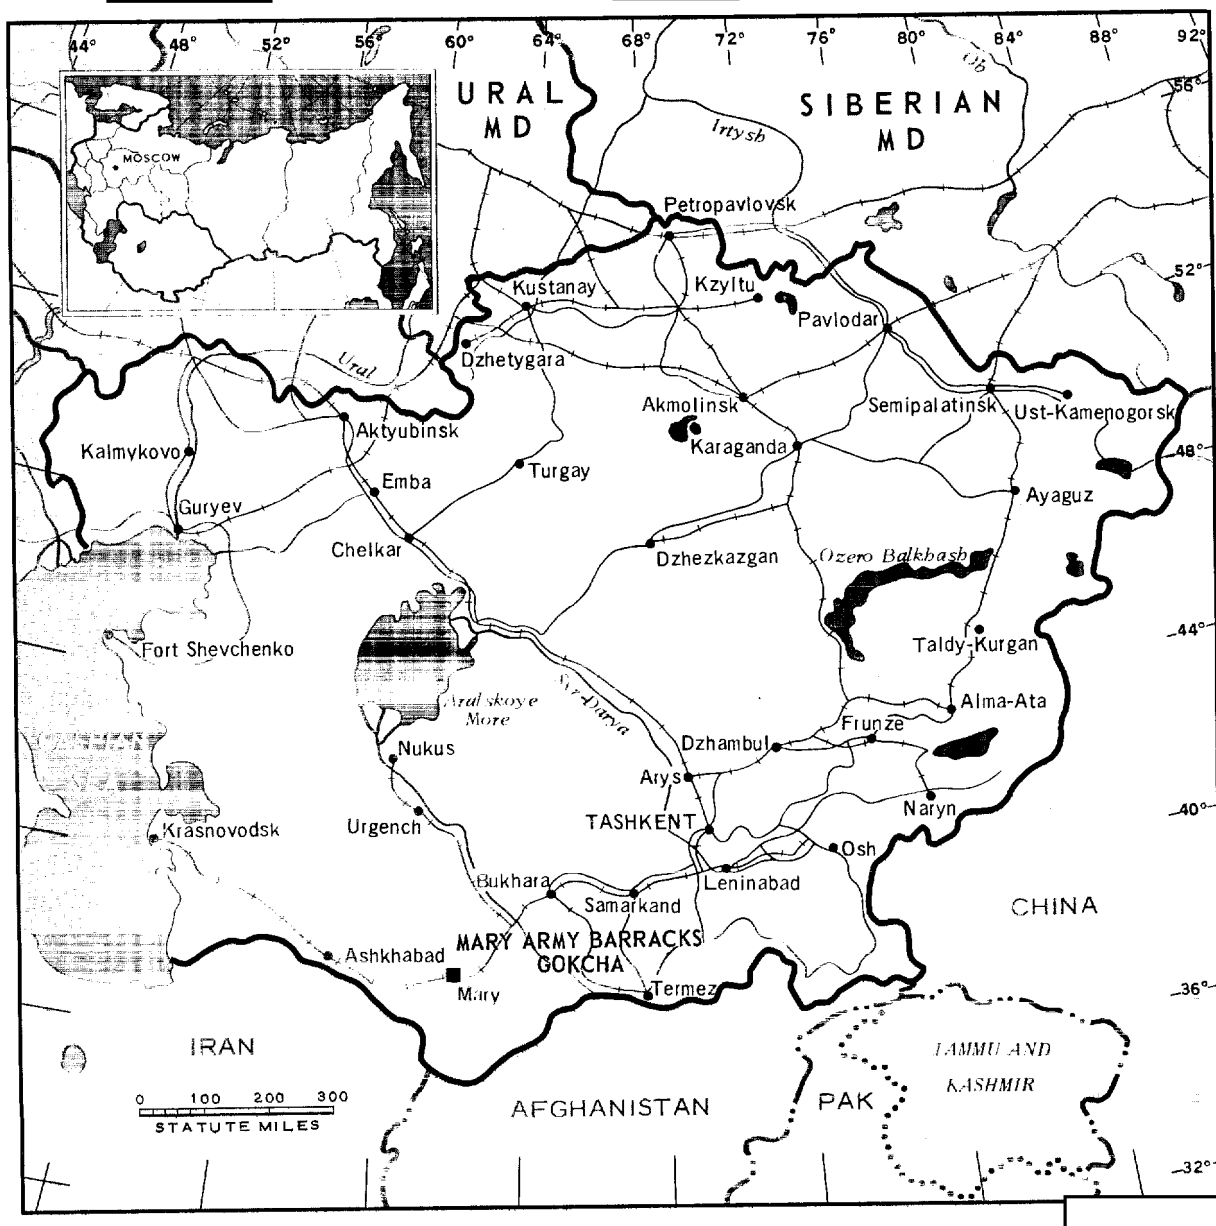 44° 48° 52° 56° 60° 64° 68° 72° 76° 80° 84° 88° 92°
56°
URAL
MD
SIBERIAN
MD
Ob
Irtysh
MOSCOW
Petropavlovsk
52°
Kustanay
Kzyltu
Pavlodar
Dzhetygara
Ural
Akmolinsk
Semipalatinsk
Ust-Kamenogorsk
Aktyubinsk
Karaganda
Kalmykovo
48°
Turgay
Emba
Ayaguz
Guryev
Chelkar
Dzhezkazgan
Ozero Balkhash
44°
Fort Shevchenko
Taldy-Kurgan
Syr-Darya
Aralskoye
More
Alma-Ata
Frunze
Dzhambul
Nukus
Arys
Naryn
40°
Krasnovodsk
Urgench
TASHKENT
Osh
Bukhara
Leninabad
Samarkand
CHINA
MARY ARMY BARRACKS
GOKCHA
Ashkhabad
Mary
Termez
36°
IRAN
JAMMU AND
KASHMIR
0 100 200 300
STATUTE MILES
AFGHANISTAN
PAK
32°